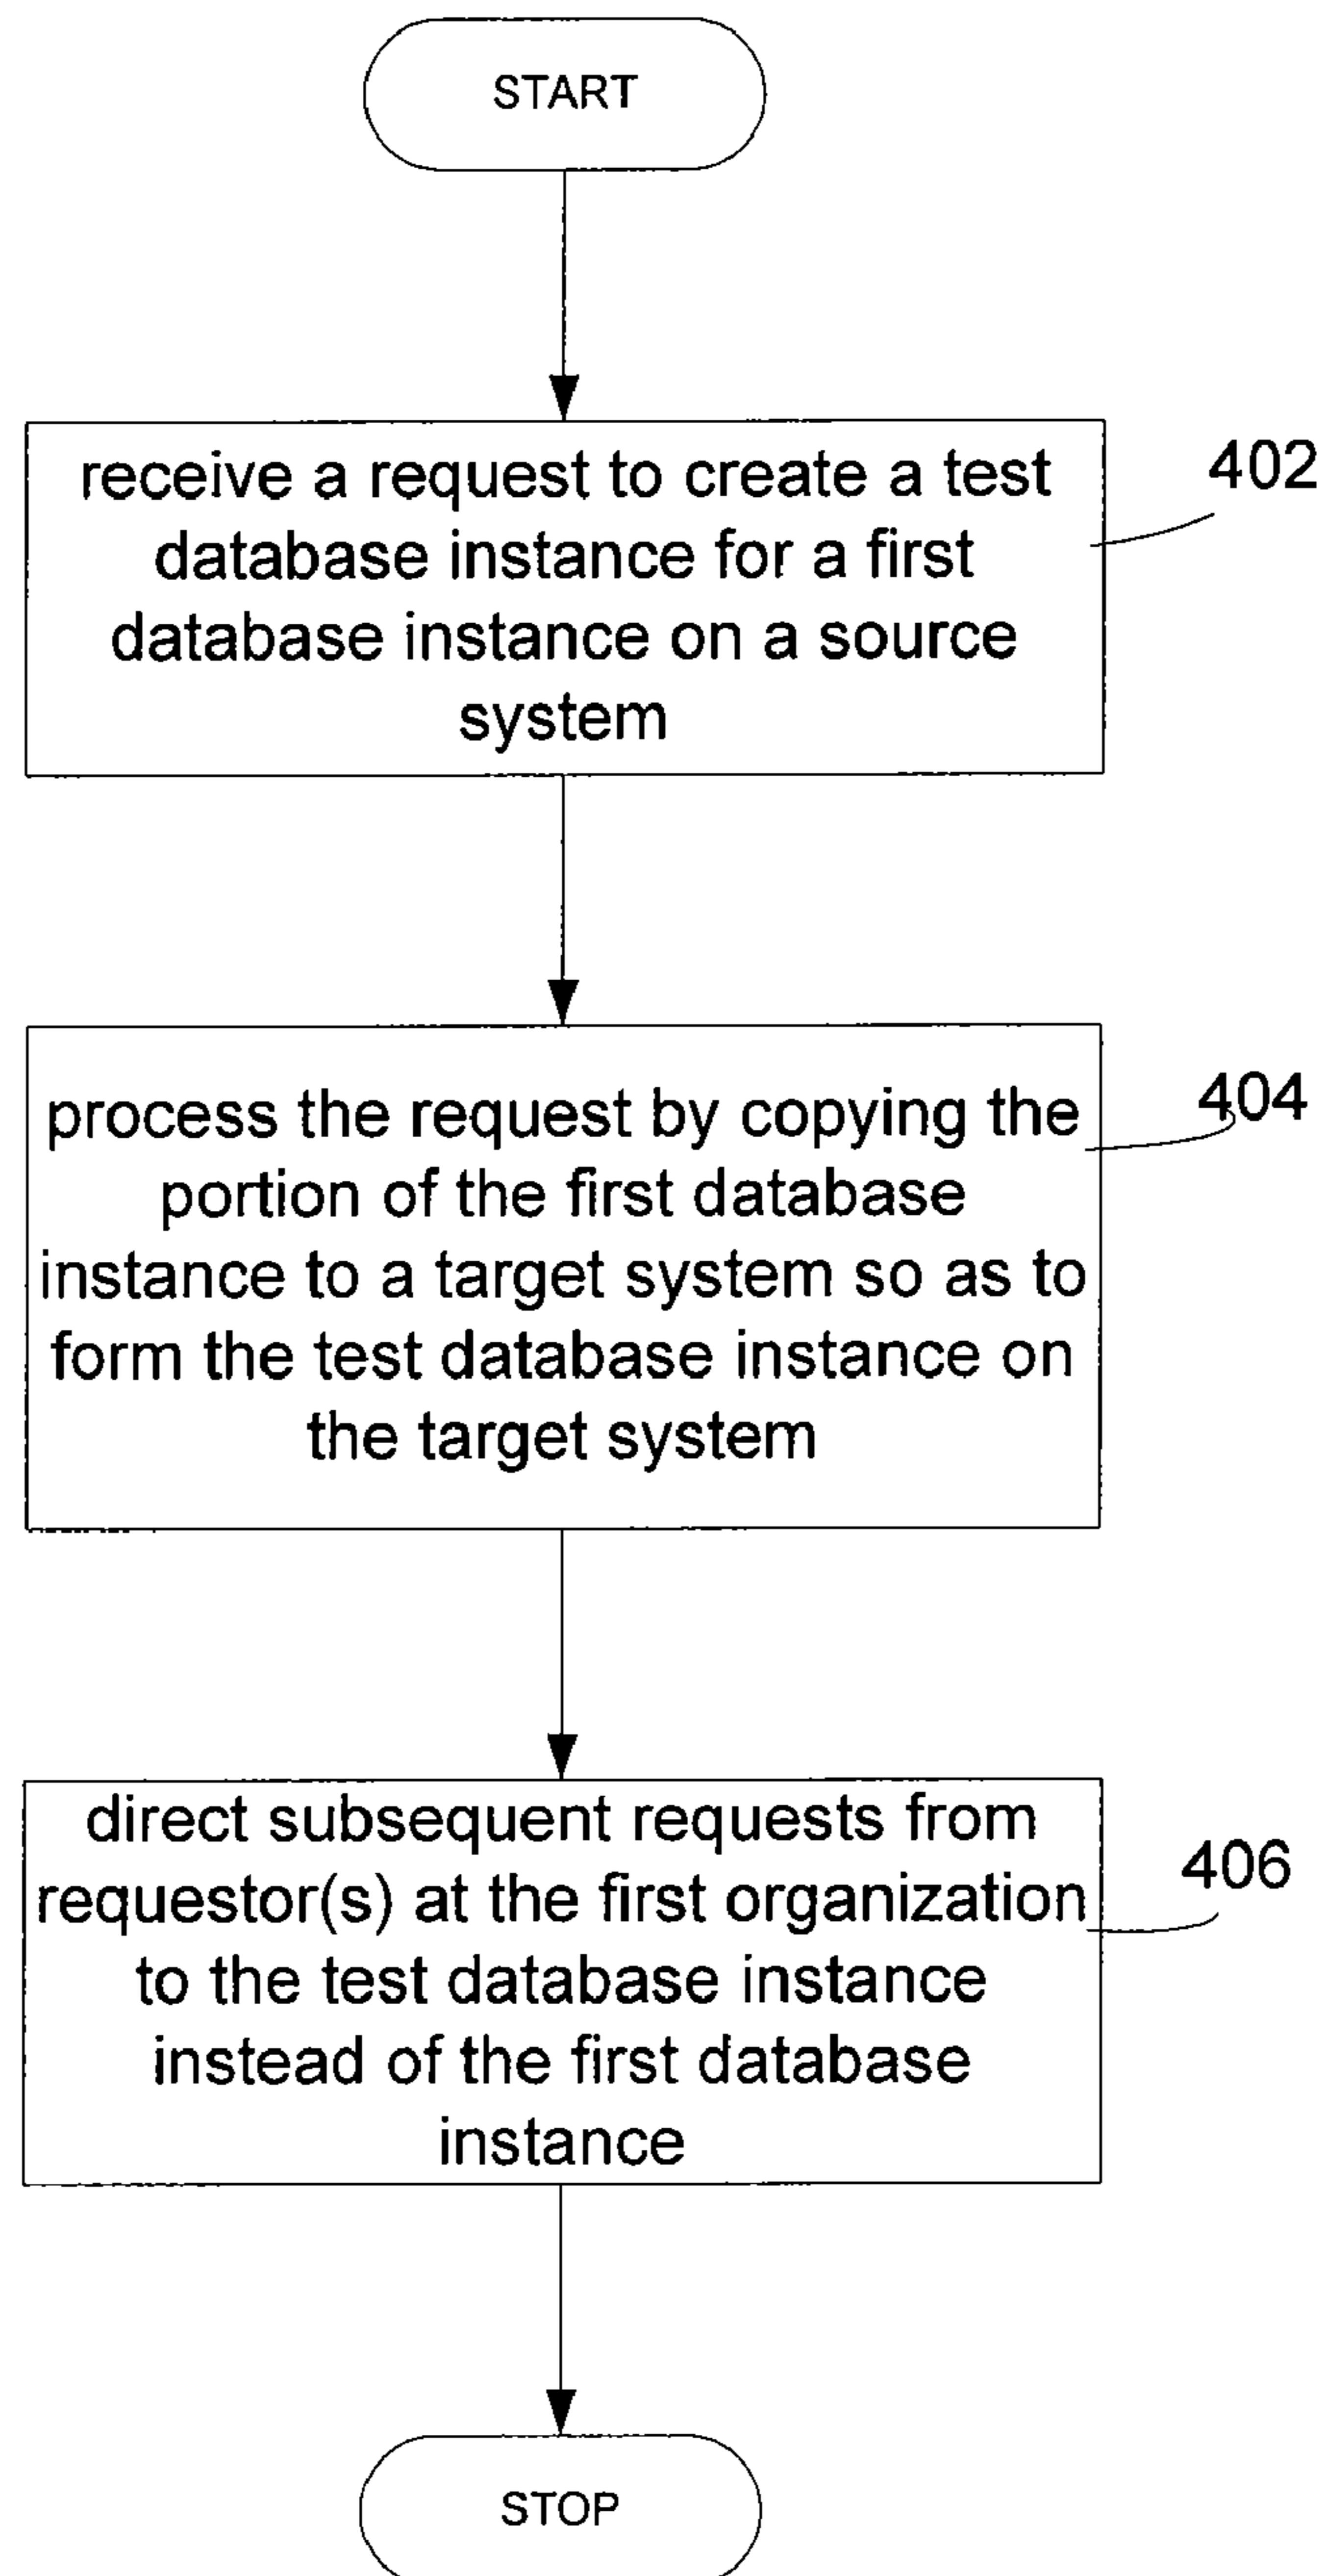 START
receive a request to create a test
database instance for a first
database instance on a source
system
402
process the request by copying the
portion of the first database
instance to a target system so as to
form the test database instance on
the target system
404
direct subsequent requests from
requestor(s) at the first organization
to the test database instance
instead of the first database
instance
406
STOP